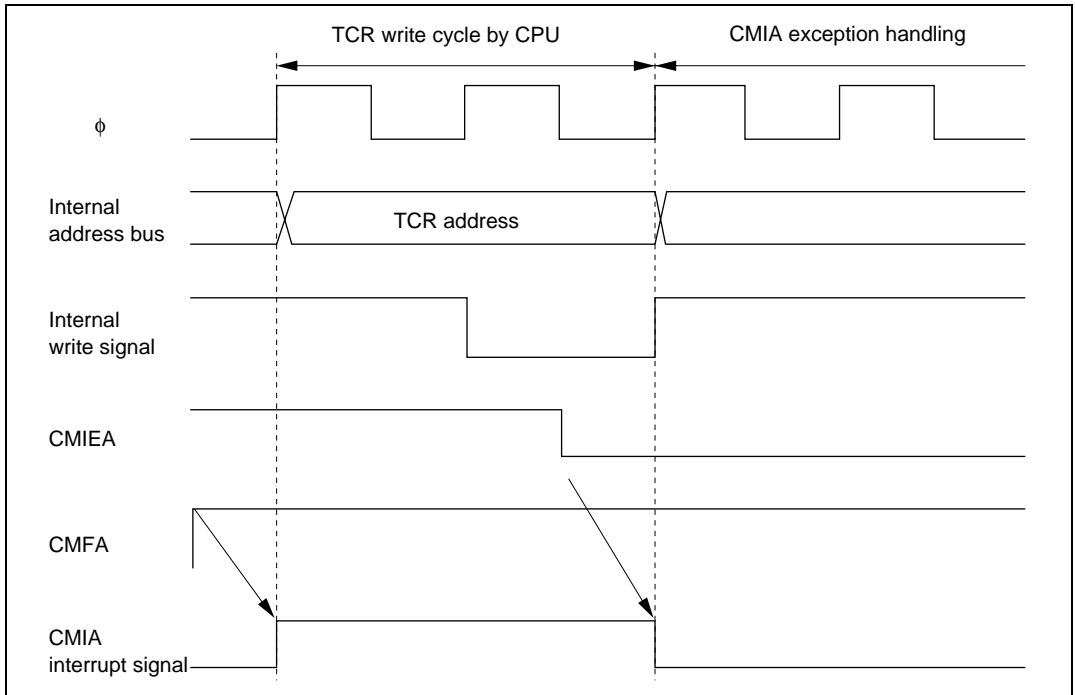 TCR write cycle by CPU
CMIA exception handling
ϕ
Internal
address bus
TCR address
Internal
write signal
CMIEA
CMFA
CMIA
interrupt signal